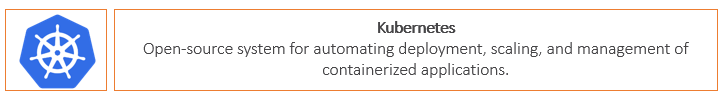 Kubernetes
Open-source system for automating deployment, scaling, and management of
containerized applications.